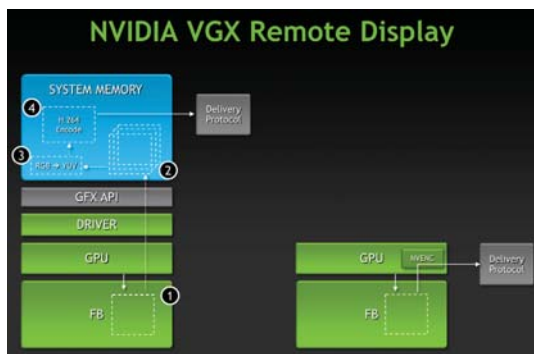 NVIDIA VGX Remote Display
SYSTEM MEMORY
4
H.264
Encode
Delivery
Protocol
3
RGB → YUV
2
GFX API
DRIVER
GPU
1
FB
GPU
NVENC
Delivery
Protocol
FB